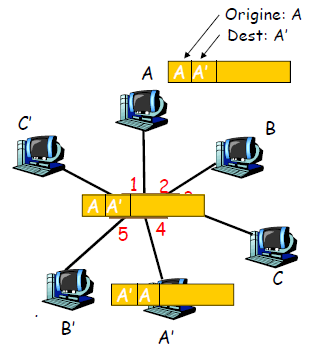 Origine: A
Dest: A'
A A'
A
B
C'
1 2
A A'
5 4
C
A' A
B'
A'